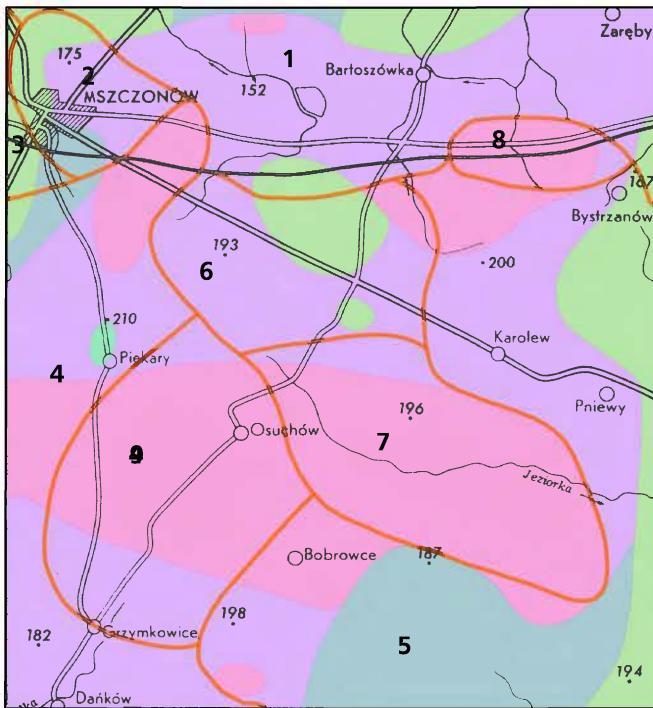 Zaręby
1
175
2
Bartoszówka
152
MSZCZONÓW
3
8
167
Bystrzanów
193
6
200
210
Karolew
Piekary
4
Pniewy
196
Osuchów
7
9
Jeziorka
Bobrowce
187
198
Grzymkowice
182
5
194
Dańków